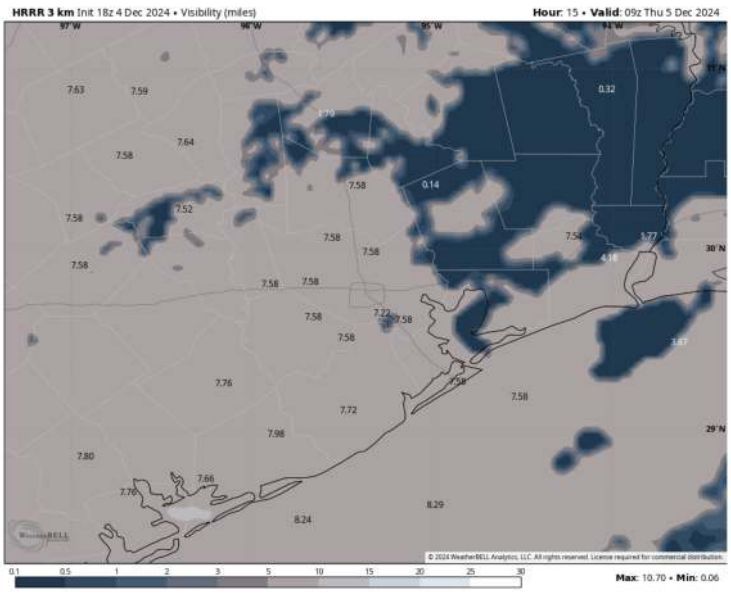 HRRR 3 km Init 18z 4 Dec 2024 • Visibility (miles)
Hour: 15 • Valid: 09z Thu 5 Dec 2024
97°W 96°W 95°W 94°W
7.63 7.59 0.32
7.64
7.58
7.58 0.14
7.52
7.58
7.58 7.54 1.77
7.58 4.18
30°N
7.58
7.58 7.58
7.58 7.22 7.58
7.58
3.87
7.76 7.58 7.58
7.72
7.98
29°N
7.80
7.66
7.76
8.24 8.29
WeatherBELL
© 2024 WeatherBELL Analytics, LLC. All rights reserved. License required for commercial distribution.
0.1 0.5 1 2 3 5 10 15 20 25 30
Max: 10.70 • Min: 0.06